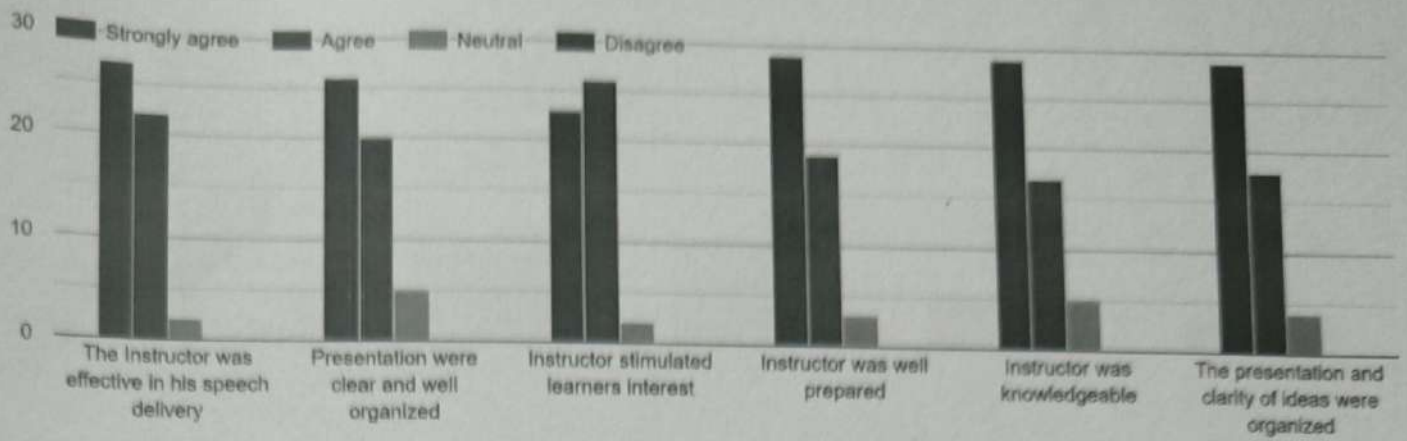 30
Strongly agree Agree Neutral Disagree
20
10
0
The Instructor was
effective in his speech
delivery
Presentation were
clear and well
organized
Instructor stimulated
learners interest
Instructor was well
prepared
Instructor was
knowledgeable
The presentation and
clarity of ideas were
organized